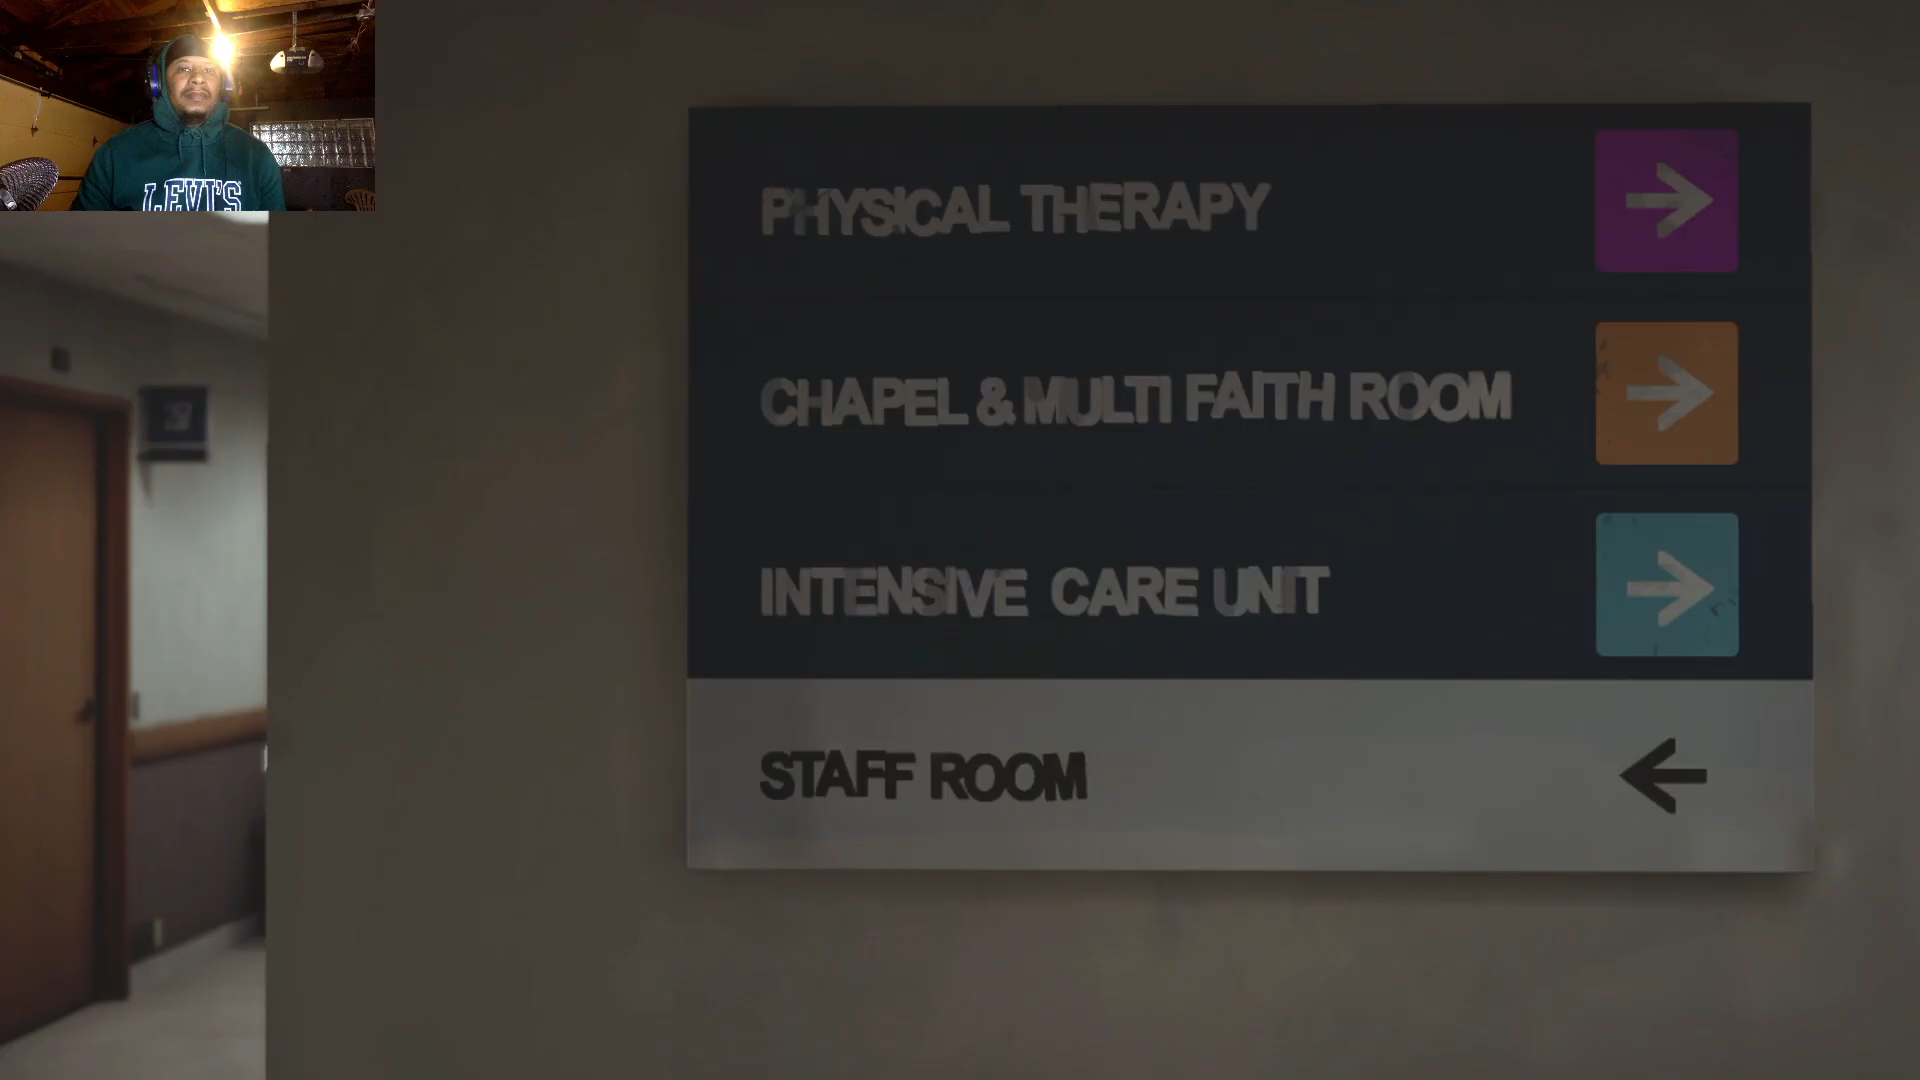 LEVI'S
PHYSICAL THERAPY
CHAPEL & MULTI FAITH ROOM
INTENSIVE CARE UNIT
STAFF ROOM